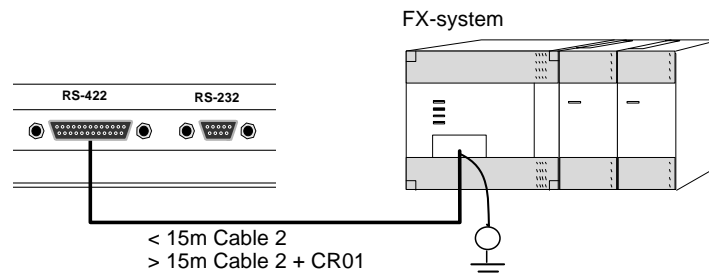 FX-system
RS-422
RS-232
< 15m Cable 2
> 15m Cable 2 + CR01